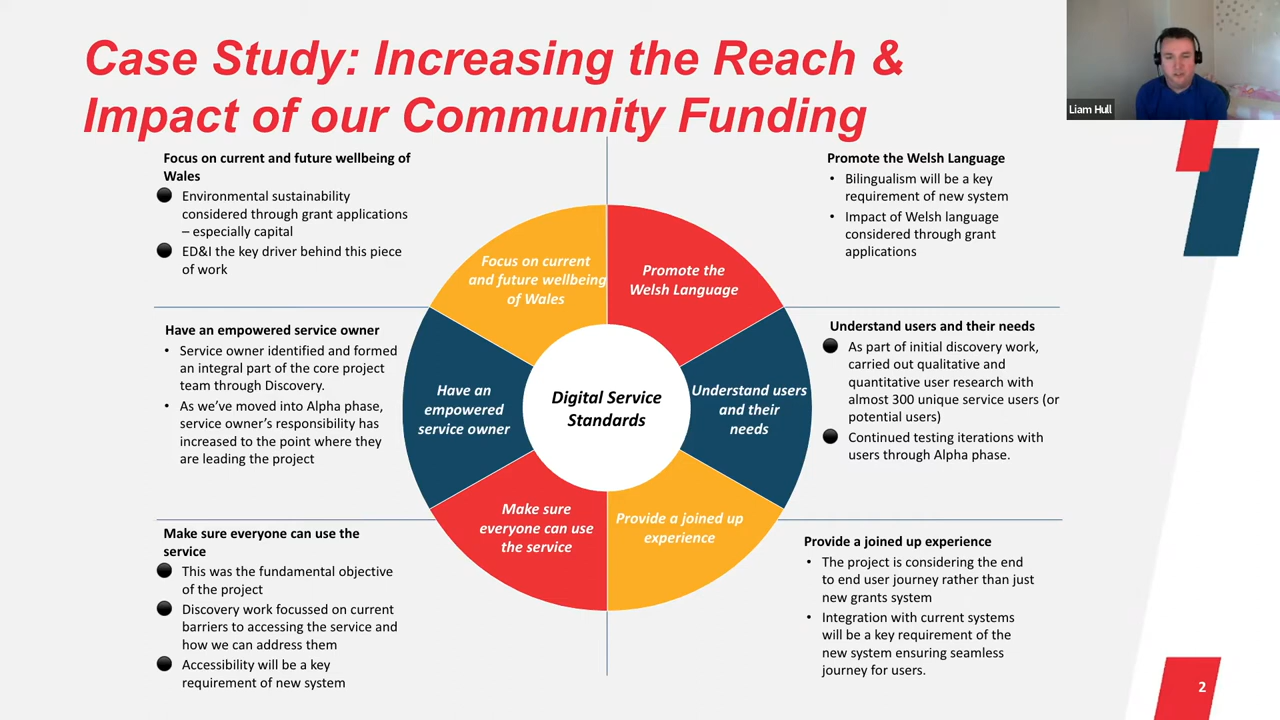 Case Study: Increasing the Reach &
Impact of our Community Funding
Liam Hull
Focus on current and future wellbeing of
Wales
Environmental sustainability
considered through grant applications
– especially capital
ED&I the key driver behind this piece
of work
Promote the Welsh Language
• Bilingualism will be a key
requirement of new system
• Impact of Welsh language
considered through grant
applications
Have an empowered service owner
• Service owner identified and formed
an integral part of the core project
team through Discovery.
• As we’ve moved into Alpha phase,
service owner’s responsibility has
increased to the point where they
are leading the project
Understand users and their needs
As part of initial discovery work,
carried out qualitative and
quantitative user research with
almost 300 unique service users (or
potential users)
Continued testing iterations with
users through Alpha phase.
Make sure everyone can use the
service
This was the fundamental objective
of the project
Discovery work focussed on current
barriers to accessing the service and
how we can address them
Accessibility will be a key
requirement of new system
Provide a joined up experience
• The project is considering the end
to end user journey rather than just
new grants system
• Integration with current systems
will be a key requirement of the
new system ensuring seamless
journey for users.
Focus on current
and future wellbeing
of Wales
Promote the
Welsh Language
Have an
empowered
service owner
Digital Service
Standards
Understand users
and their
needs
Make sure
everyone can use
the service
Provide a joined up
experience
2